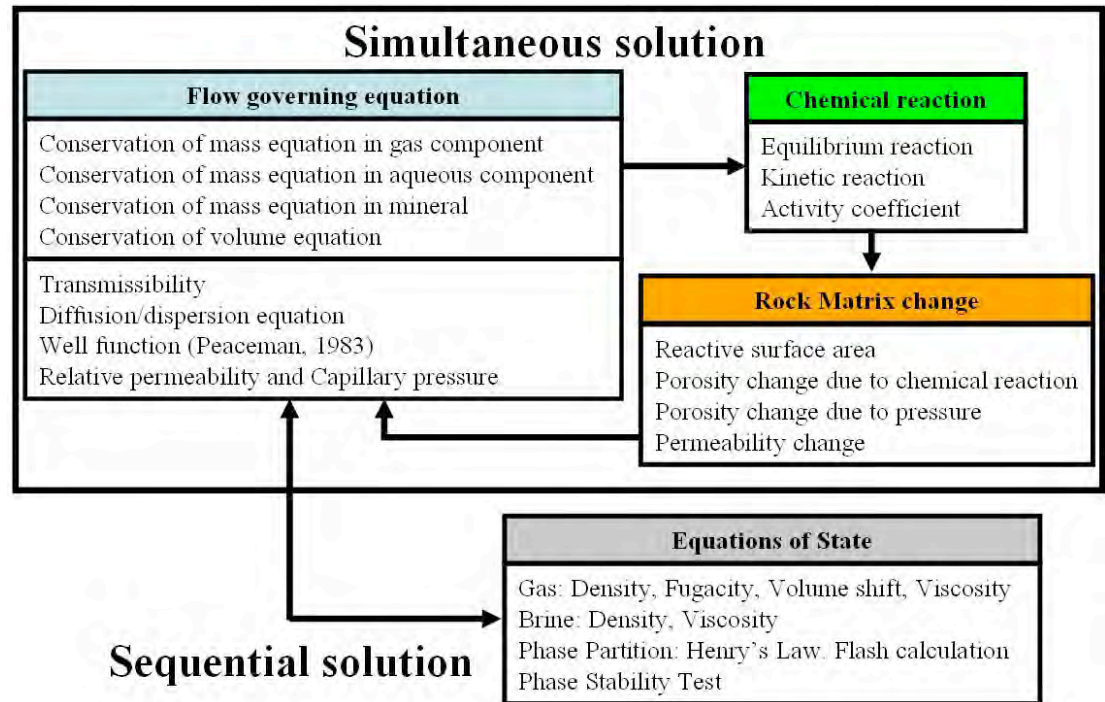 Simultaneous solution
Flow governing equation
Conservation of mass equation in gas component
Conservation of mass equation in aqueous component
Conservation of mass equation in mineral
Conservation of volume equation
Transmissibility
Diffusion/dispersion equation
Well function (Peaceman, 1983)
Relative permeability and Capillary pressure
Chemical reaction
Equilibrium reaction
Kinetic reaction
Activity coefficient
Rock Matrix change
Reactive surface area
Porosity change due to chemical reaction
Porosity change due to pressure
Permeability change
Equations of State
Gas: Density, Fugacity, Volume shift, Viscosity
Brine: Density, Viscosity
Phase Partition: Henry's Law. Flash calculation
Phase Stability Test
Sequential solution